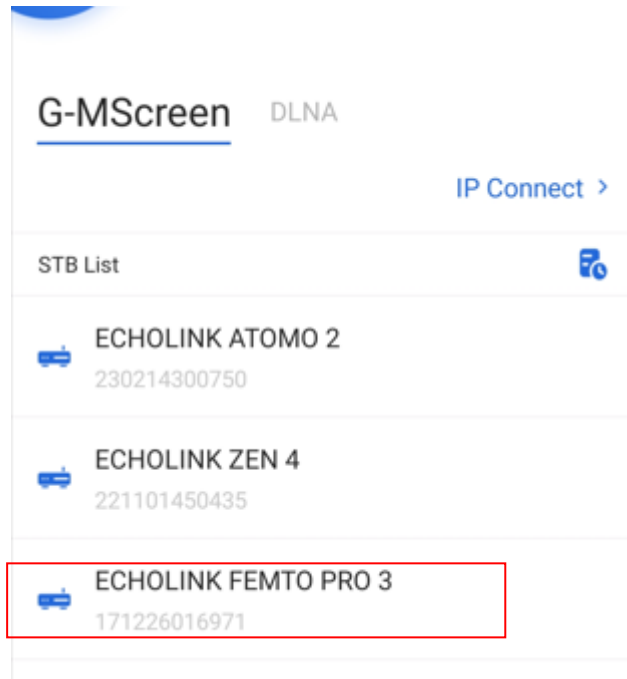 G-MScreen DLNA
IP Connect >
STB List
ECHOLINK ATOMO 2
230214300750
ECHOLINK ZEN 4
221101450435
ECHOLINK FEMTO PRO 3
171226016971